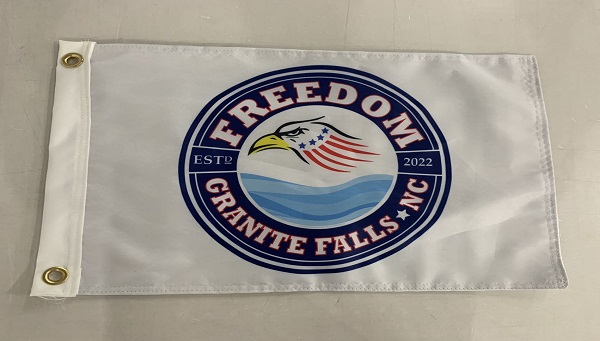 FREEDOM
ESTD 2022
GRANITE FALLS NC